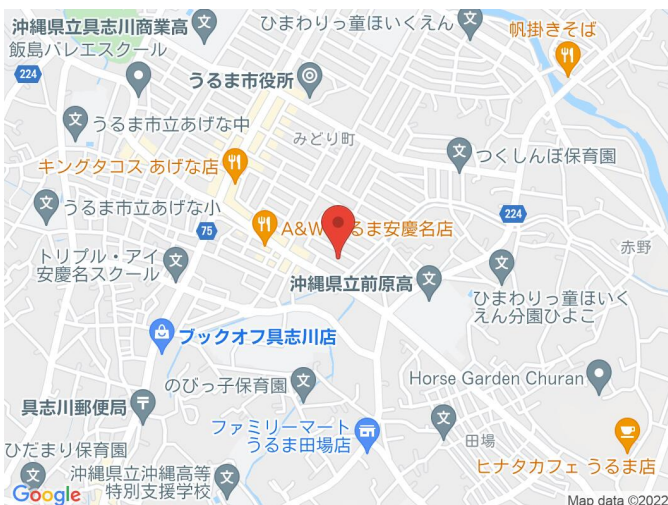 沖縄県立具志川商業高
飯島バレエスクール
ひまわりっ童ほいくえん
帆掛きそば
224
うるま市役所
うるま市立あげな中
みどり町
つくしんぼ保育園
キングタコス あげな店
うるま市立あげな小
75
A&W
るま安慶名店
224
赤野
トリプル・アイ
安慶名スクール
沖縄県立前原高
ひまわりっ童ほいく
えん分園ひよこ
ブックオフ具志川店
のびっ子保育園
Horse Garden Churan
具志川郵便局
ファミリーマート
うるま田場店
田場
ひだまり保育園
ヒナタカフェ うるま店
沖縄県立沖縄高等
特別支援学校
Google
Map data ©2022